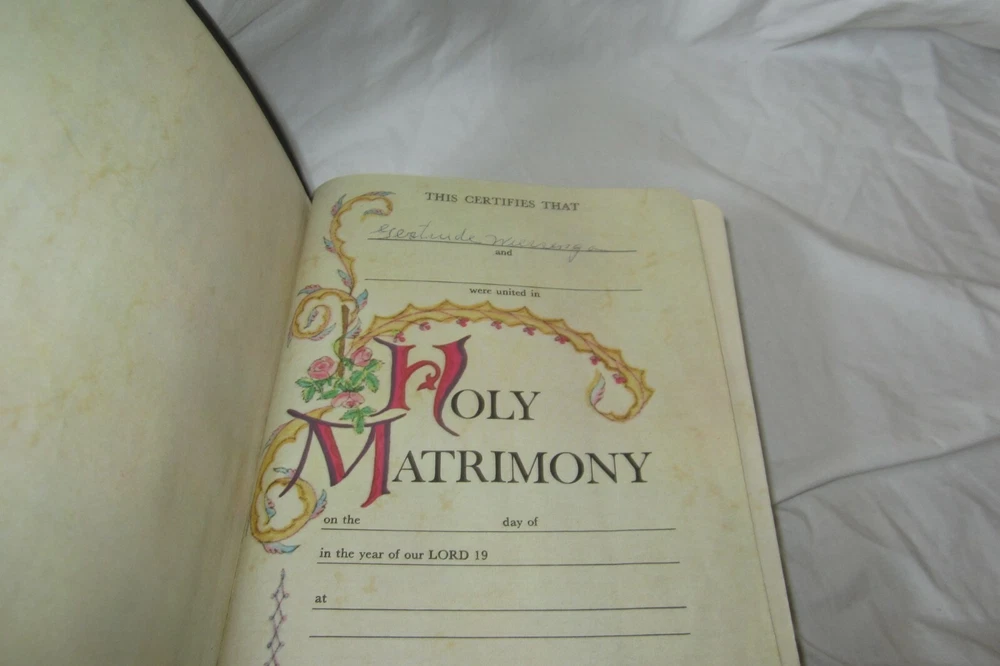 THIS CERTIFIES THAT
Gertrude Wiersenga
and
were united in
HOLY
MATRIMONY
on the day of
in the year of our LORD 19
at